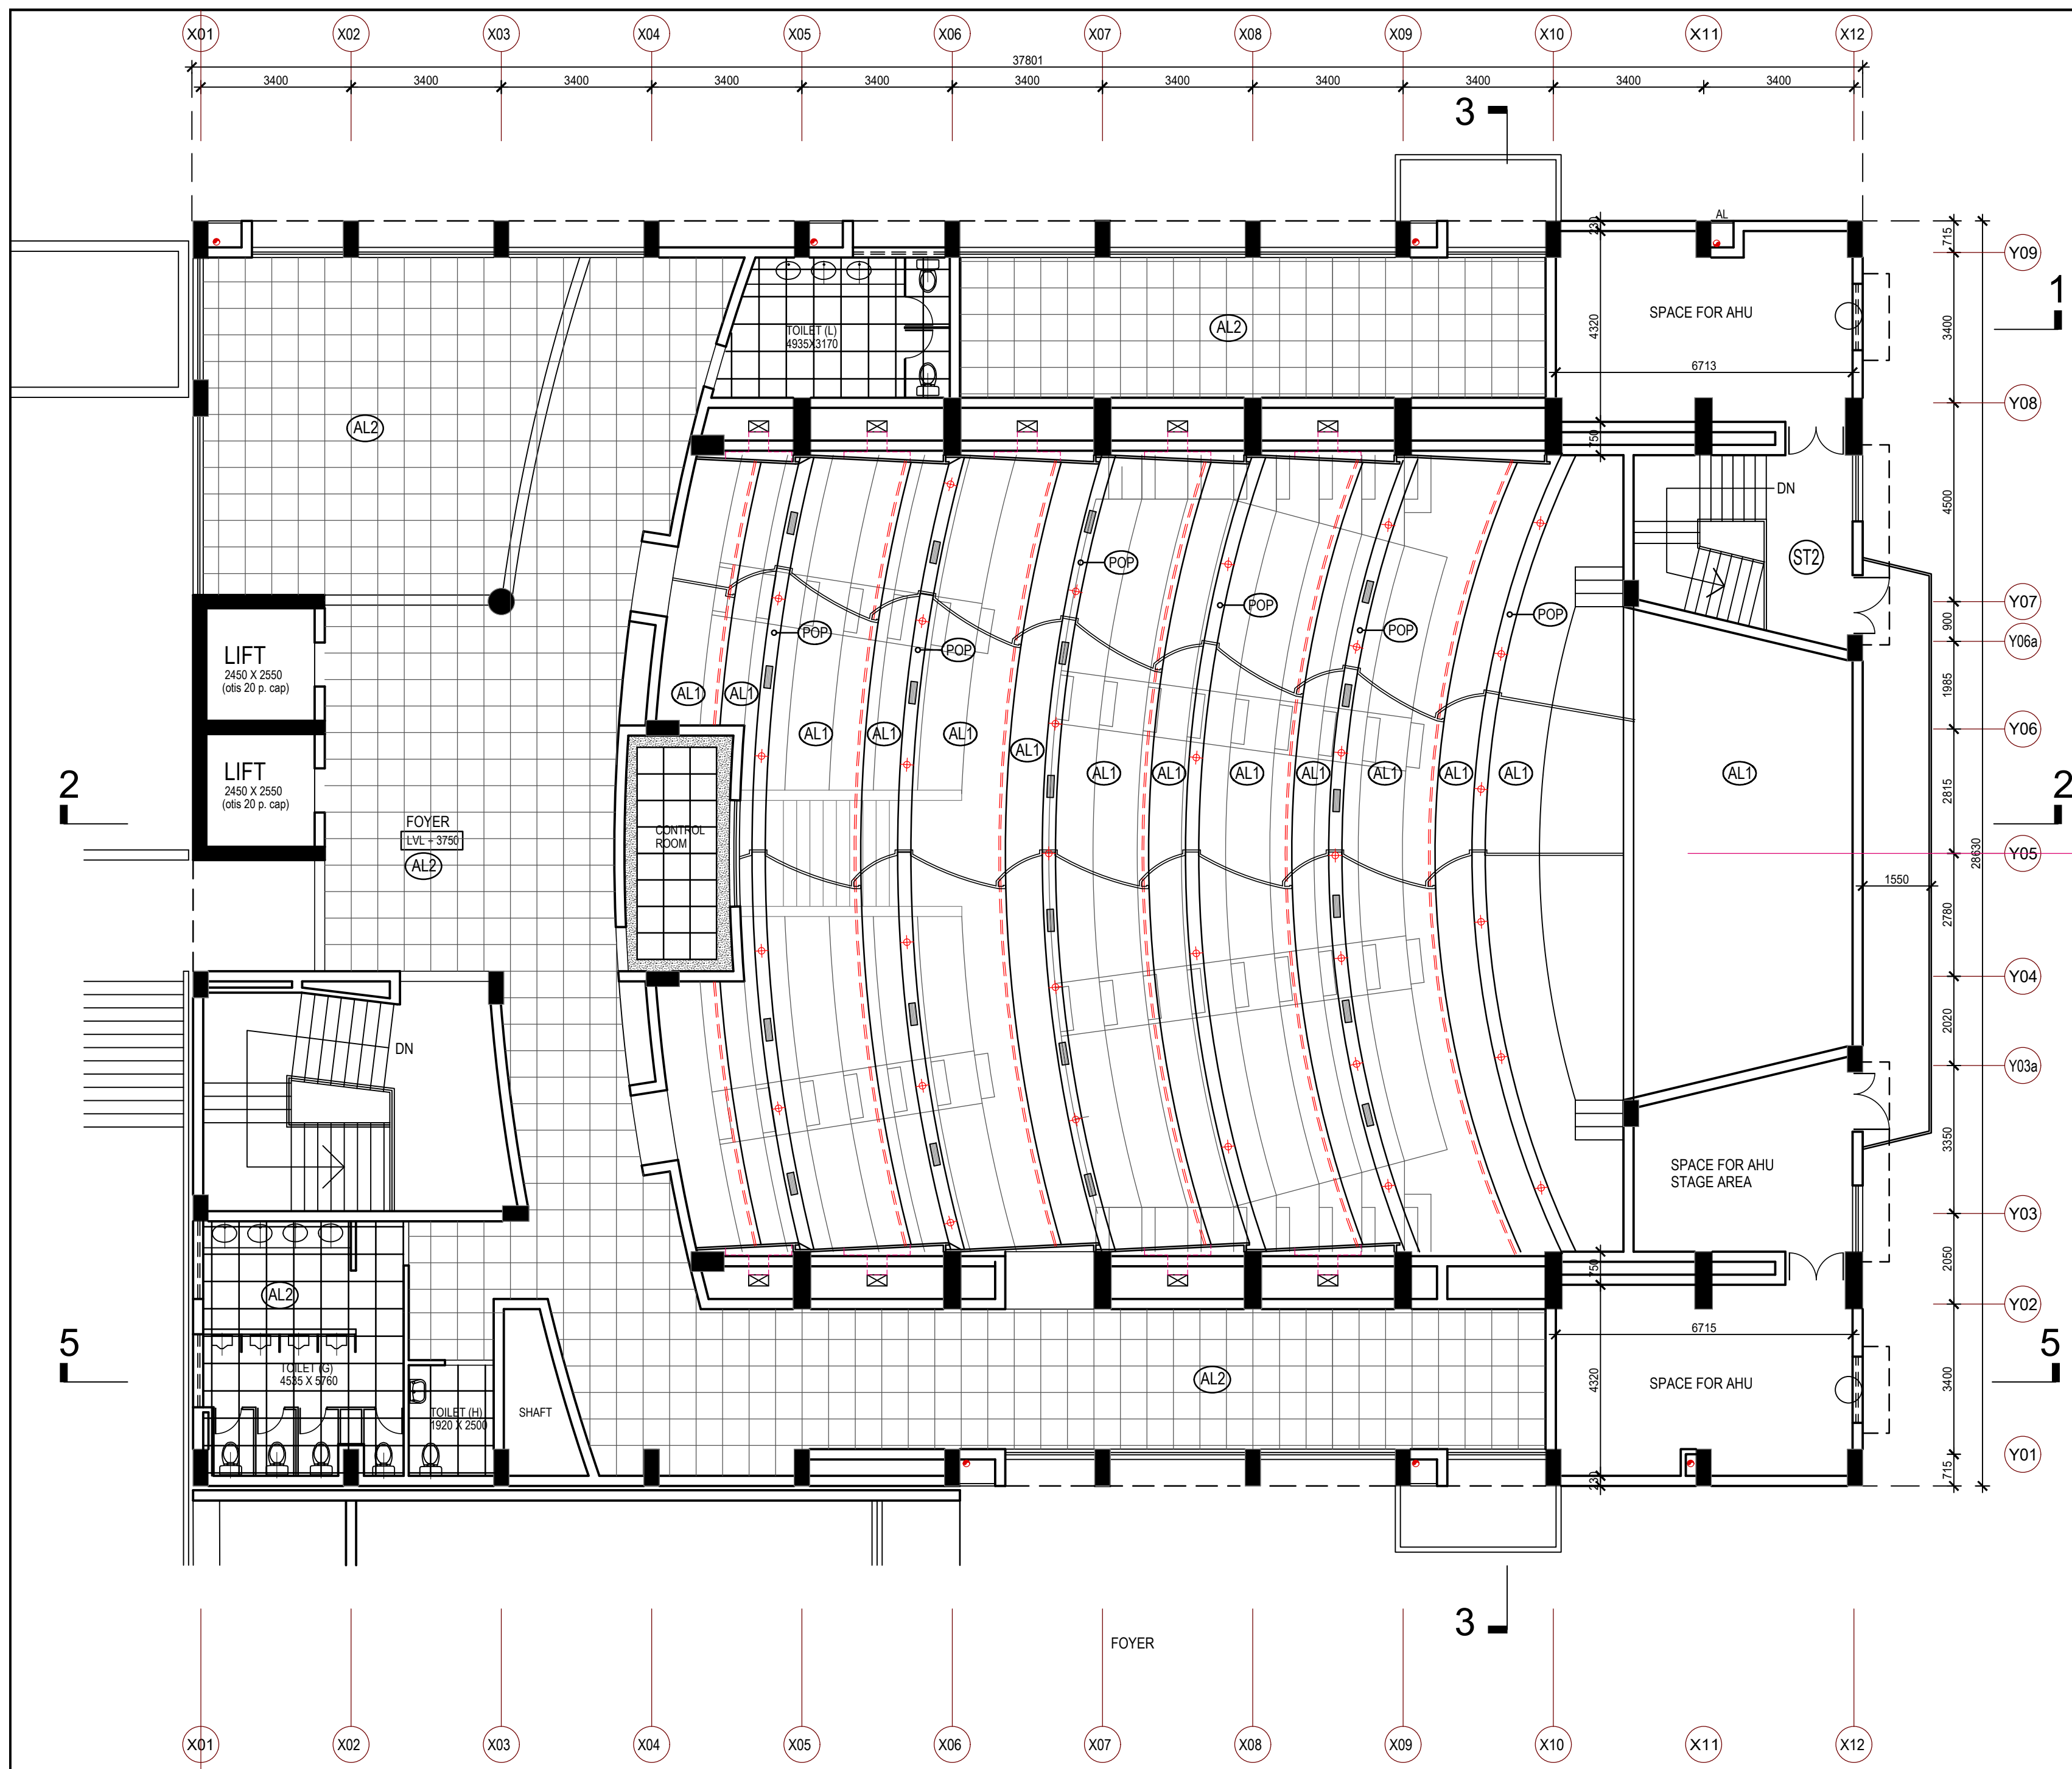 X01 X02 X03 X04 X05 X06 X07 X08 X09 X10 X11 X12
37801
3400 3400 3400 3400 3400 3400 3400 3400 3400 3400 3400
3
AL
230
715
Y09
1
TOILET (L)
4935X3170
AL2
4320
SPACE FOR AHU
3400
6713
Y08
AL2
750
DN
4500
ST2
POP
POP
POP
POP
POP
POP
POP
Y07
900
Y06a
LIFT
2450 X 2550
(otis 20 p. cap)
1985
AL1 AL1
AL1 AL1 AL1
AL1
Y06
LIFT
2450 X 2550
(otis 20 p. cap)
AL1 AL1 AL1 AL1 AL1 AL1 AL1 AL1
2
2
2815
FOYER
LVL + 3750
AL2
CONTROL
ROOM
Y05
28630
1550
2780
Y04
2020
DN
Y03a
3350
SPACE FOR AHU
STAGE AREA
Y03
2050
750
AL2
Y02
6715
5
5
TOILET (G)
4535 X 5760
AL2
4320
SPACE FOR AHU
3400
TOILET (H)
1920 X 2500
SHAFT
Y01
715
230
3
FOYER
X01 X02 X03 X04 X05 X06 X07 X08 X09 X10 X11 X12